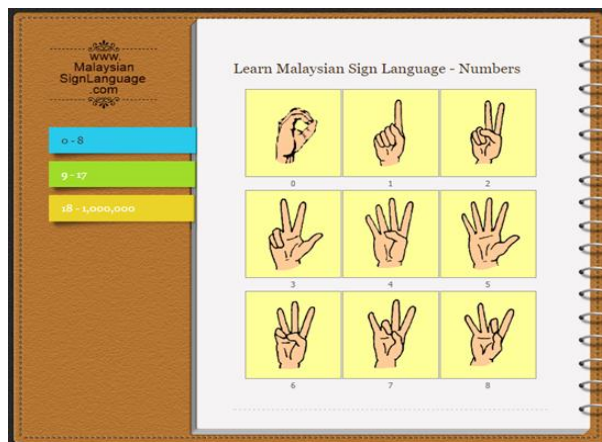 www.
Malaysian
SignLanguage
.com
0 - 8
9 - 17
18 - 1,000,000
Learn Malaysian Sign Language - Numbers
0 1 2
3 4 5
6 7 8